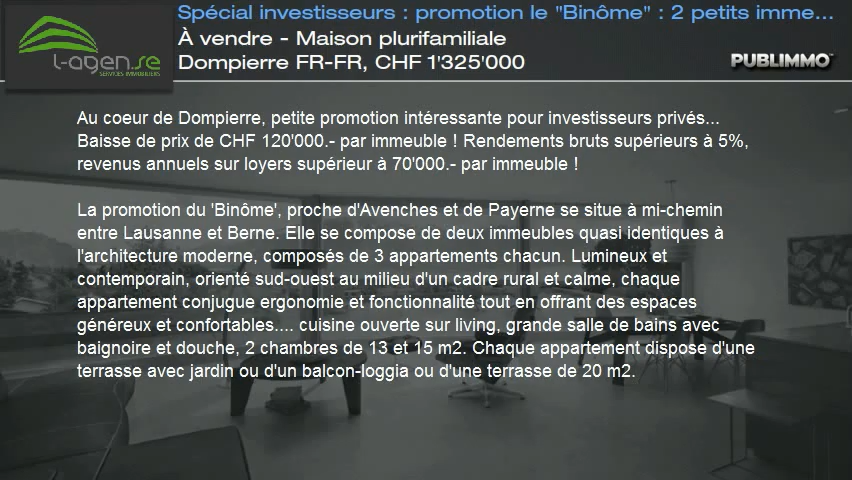 Spécial investisseurs : promotion le "Binôme" : 2 petits imme...
À vendre - Maison plurifamiliale
Dompierre FR-FR, CHF 1'325'000
l-agen.se
SERVICES IMMOBILIERS
PUBLIMMO
Au coeur de Dompierre, petite promotion intéressante pour investisseurs privés...
Baisse de prix de CHF 120'000.- par immeuble ! Rendements bruts supérieurs à 5%,
revenus annuels sur loyers supérieur à 70'000.- par immeuble !
La promotion du 'Binôme', proche d'Avenches et de Payerne se situe à mi-chemin
entre Lausanne et Berne. Elle se compose de deux immeubles quasi identiques à
l'architecture moderne, composés de 3 appartements chacun. Lumineux et
contemporain, orienté sud-ouest au milieu d'un cadre rural et calme, chaque
appartement conjugue ergonomie et fonctionnalité tout en offrant des espaces
généreux et confortables.... cuisine ouverte sur living, grande salle de bains avec
baignoire et douche, 2 chambres de 13 et 15 m2. Chaque appartement dispose d'une
terrasse avec jardin ou d'un balcon-loggia ou d'une terrasse de 20 m2.